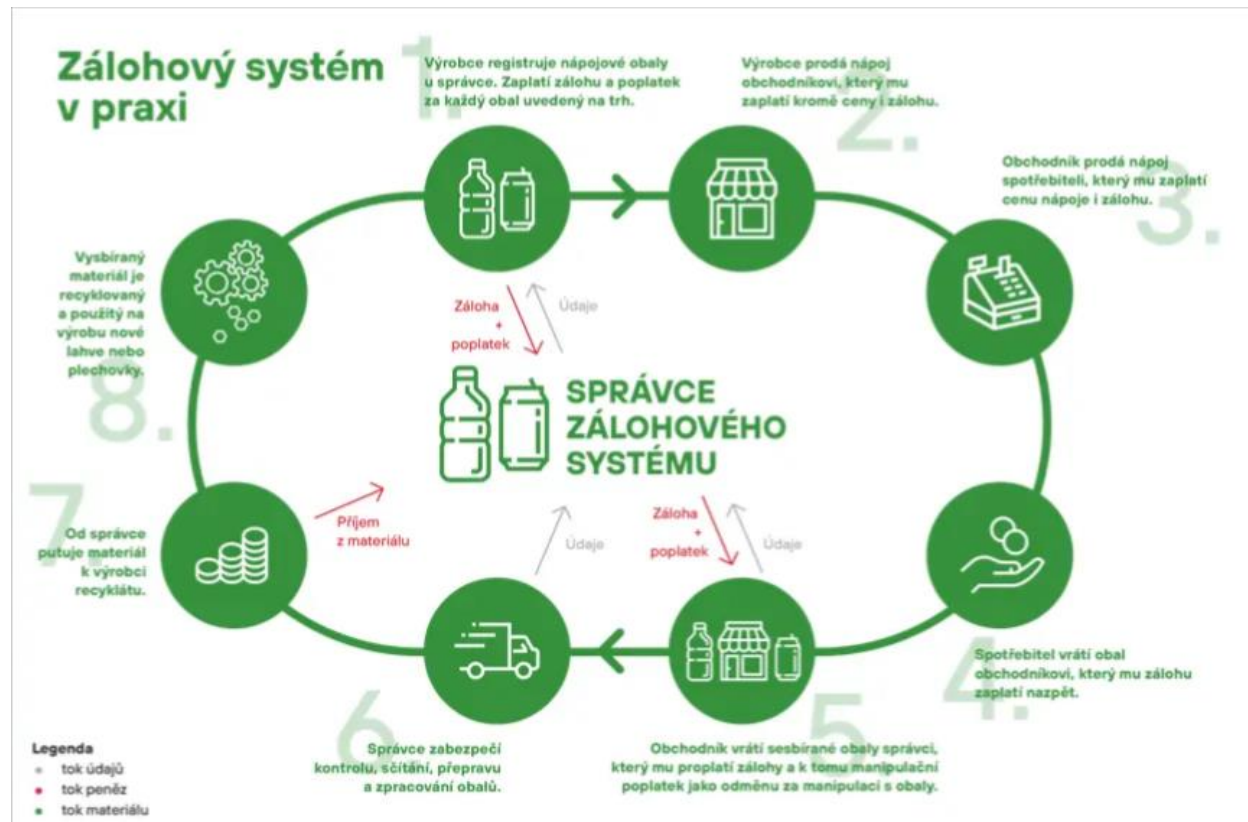 Zálohový systém
v praxi
1.
Výrobce registruje nápojové obaly
u správce. Zaplatí zálohu a poplatek
za každý obal uvedený na trh.
2.
Výrobce prodá nápoj
obchodníkovi, který mu
zaplatí kromě ceny i zálohu.
3.
Obchodník prodá nápoj
spotřebiteli, který mu zaplatí
cenu nápoje i zálohu.
Vysbíraný
materiál je
recyklovaný
a použitý na
výrobu nové
lahve nebo
plechovky.
8.
Záloha
+
poplatek
Údaje
SPRÁVCE
ZÁLOHOVÉHO
SYSTÉMU
7.
Od správce
putuje materiál
k výrobci
recyklátu.
Příjem
z materiálu
Údaje
Záloha
+
poplatek
Údaje
4.
Spotřebitel vrátí obal
obchodníkovi, který mu zálohu
zaplatí nazpět.
5.
Obchodník vrátí sesbírané obaly správci,
který mu proplatí zálohy a k tomu manipulační
poplatek jako odměnu za manipulaci s obaly.
6.
Správce zabezpečí
kontrolu, sčítání, přepravu
a zpracování obalů.
Legenda
tok údajů
tok peněz
tok materiálu